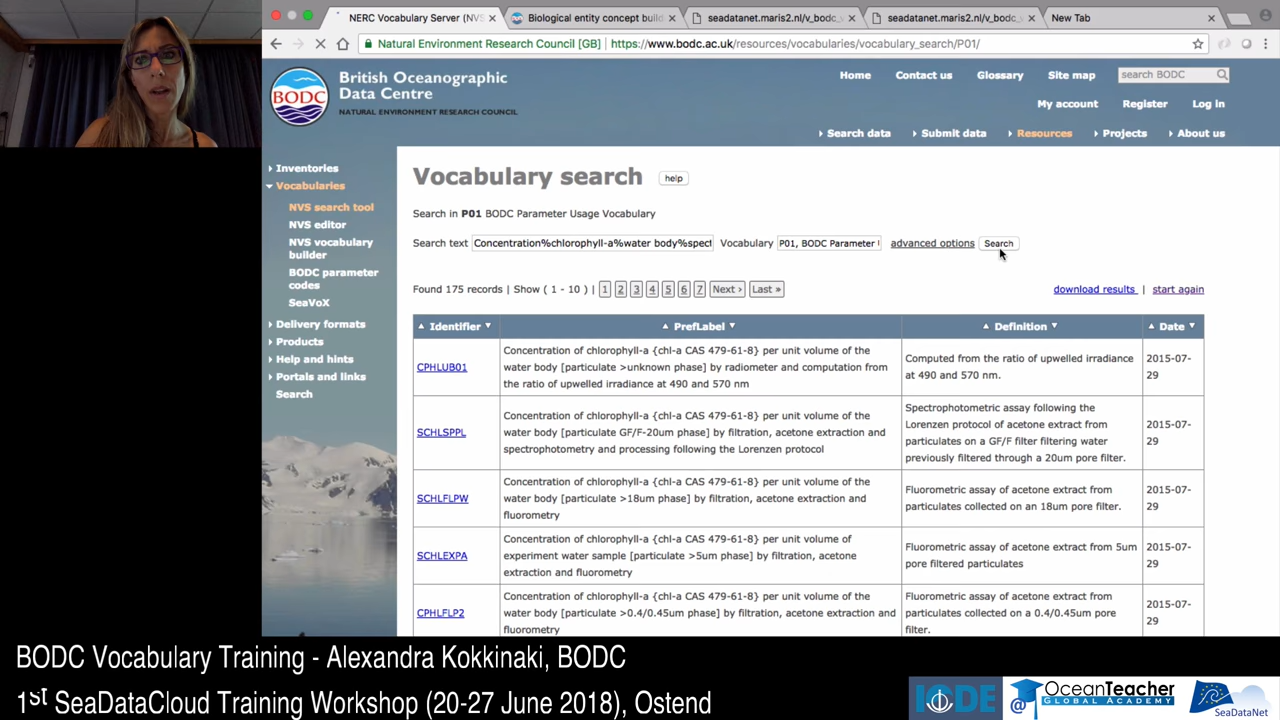 NERC Vocabulary Server (NVS
Biological entity concept buil
seadatanet.maris2.nl/v_bodc_v
seadatanet.maris2.nl/v_bodc_v
New Tab
Natural Environment Research Council [GB] | https://www.bodc.ac.uk/resources/vocabularies/vocabulary_search/P01/
BODC
British Oceanographic
Data Centre
NATURAL ENVIRONMENT RESEARCH COUNCIL
Home Contact us Glossary Site map search BODC
My account Register Log in
Search data Submit data Resources Projects About us
Inventories
Vocabularies
NVS search tool
NVS editor
NVS vocabulary
builder
BODC parameter
codes
SeaVoX
Delivery formats
Products
Help and hints
Portals and links
Search
Vocabulary search help
Search in P01 BODC Parameter Usage Vocabulary
Search text Concentration%chlorophyll-a%water body%spect Vocabulary P01, BODC Parameter advanced options Search
Found 175 records | Show ( 1 - 10 ) | 1 2 3 4 5 6 7 Next › Last »
download results | start again
Identifier PrefLabel Definition Date
CPHLUB01
Concentration of chlorophyll-a {chl-a CAS 479-61-8} per unit volume of the
water body [particulate >unknown phase] by radiometer and computation from
the ratio of upwelled irradiance at 490 and 570 nm
Computed from the ratio of upwelled irradiance
at 490 and 570 nm.
2015-07-
29
SCHLSPPL
Concentration of chlorophyll-a {chl-a CAS 479-61-8} per unit volume of the
water body [particulate GF/F-20um phase] by filtration, acetone extraction and
spectrophotometry and processing following the Lorenzen protocol
Spectrophotometric assay following the
Lorenzen protocol of acetone extract from
particulates on a GF/F filter filtering water
previously filtered through a 20um pore filter.
2015-07-
29
SCHLFLPW
Concentration of chlorophyll-a {chl-a CAS 479-61-8} per unit volume of the
water body [particulate >18um phase] by filtration, acetone extraction and
fluorometry
Fluorometric assay of acetone extract from
particulates collected on an 18um pore filter.
2015-07-
29
SCHLEXPA
Concentration of chlorophyll-a {chl-a CAS 479-61-8} per unit volume of
experiment water sample [particulate >5um phase] by filtration, acetone
extraction and fluorometry
Fluorometric assay of acetone extract from 5um
pore filtered particulates
2015-07-
29
CPHLFLP2
Concentration of chlorophyll-a {chl-a CAS 479-61-8} per unit volume of the
water body [particulate >0.4/0.45um phase] by filtration, acetone extraction and
fluorometry
Fluorometric assay of acetone extract from
particulates collected on a 0.4/0.45um pore
filter.
2015-07-
29
BODC Vocabulary Training - Alexandra Kokkinaki, BODC
1st SeaDataCloud Training Workshop (20-27 June 2018), Ostend
IODE
@ OceanTeacher
GLOBAL ACADEMY
SeaDataNet